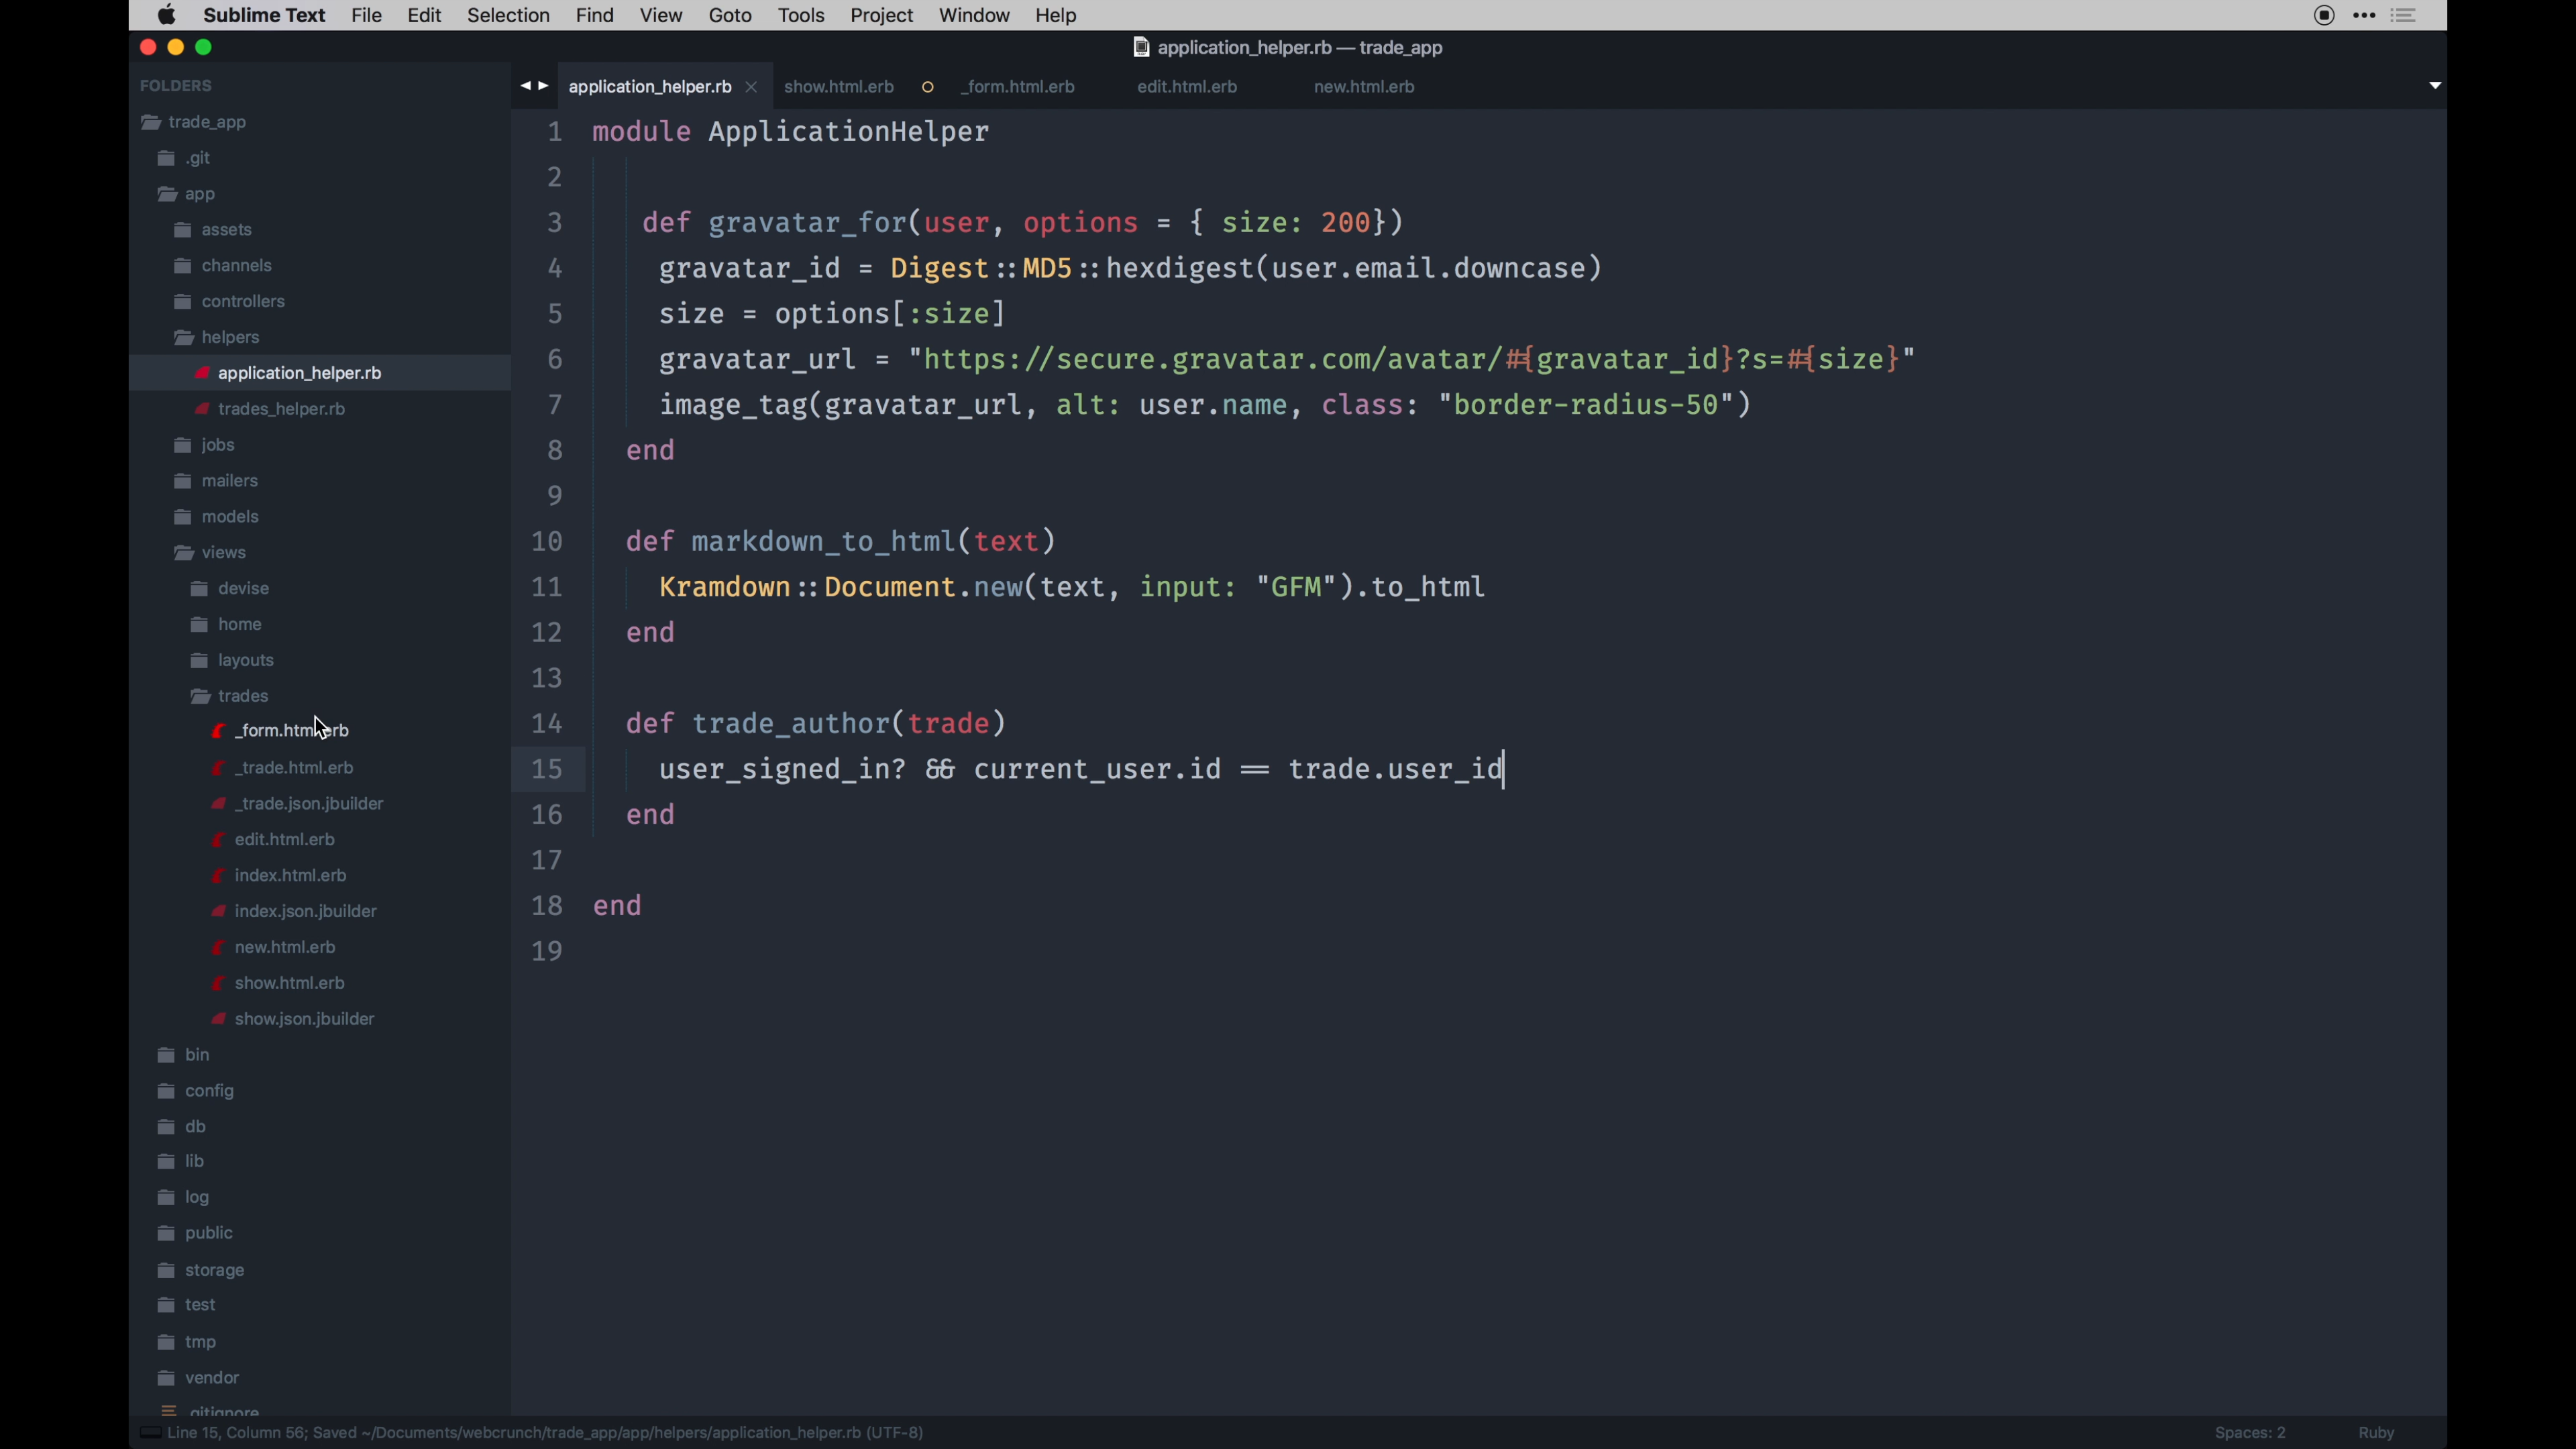 Sublime Text File Edit Selection Find View Goto Tools Project Window Help
application_helper.rb — trade_app
FOLDERS
trade_app
.git
app
assets
channels
controllers
helpers
application_helper.rb
trades_helper.rb
jobs
mailers
models
views
devise
home
layouts
trades
_form.html.erb
_trade.html.erb
_trade.json.jbuilder
edit.html.erb
index.html.erb
index.json.jbuilder
new.html.erb
show.html.erb
show.json.jbuilder
bin
config
db
lib
log
public
storage
test
tmp
vendor
.gitignore
application_helper.rb show.html.erb _form.html.erb edit.html.erb new.html.erb
1 module ApplicationHelper
2
3 def gravatar_for(user, options = { size: 200})
4 gravatar_id = Digest::MD5::hexdigest(user.email.downcase)
5 size = options[:size]
6 gravatar_url = "https://secure.gravatar.com/avatar/#{gravatar_id}?s=#{size}"
7 image_tag(gravatar_url, alt: user.name, class: "border-radius-50")
8 end
9
10 def markdown_to_html(text)
11 Kramdown::Document.new(text, input: "GFM").to_html
12 end
13
14 def trade_author(trade)
15 user_signed_in? && current_user.id == trade.user_id
16 end
17
18 end
19
Line 15, Column 56; Saved ~/Documents/webcrunch/trade_app/app/helpers/application_helper.rb (UTF-8) Spaces: 2 Ruby